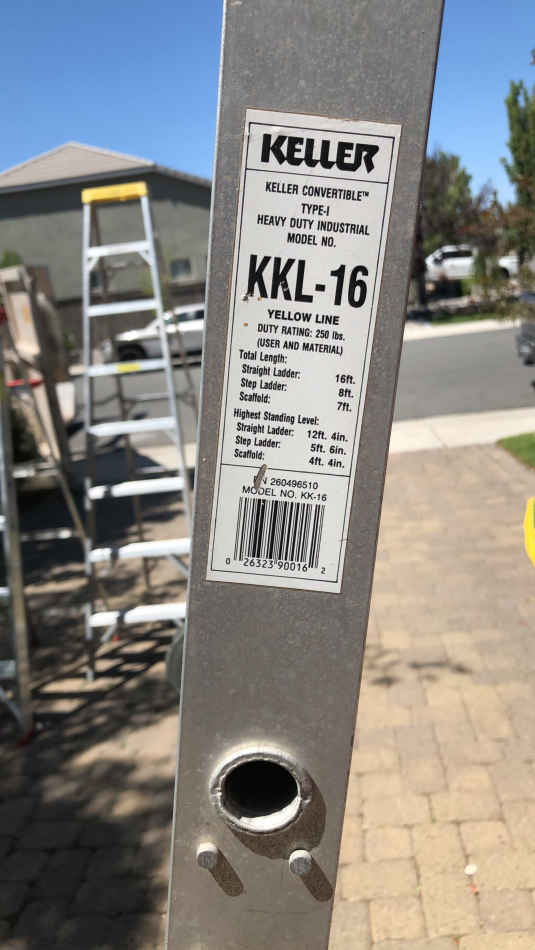 KELLER
KELLER CONVERTIBLE™
TYPE-I
HEAVY DUTY INDUSTRIAL
MODEL NO.
KKL-16
YELLOW LINE
DUTY RATING: 250 lbs.
(USER AND MATERIAL)
Total Length:
Straight Ladder: 16ft.
Step Ladder: 8ft.
Scaffold: 7ft.
Highest Standing Level:
Straight Ladder: 12ft. 4in.
Step Ladder: 5ft. 6in.
Scaffold: 4ft. 4in.
N 260496510
MODEL NO. KK-16
0 26323 90016 2